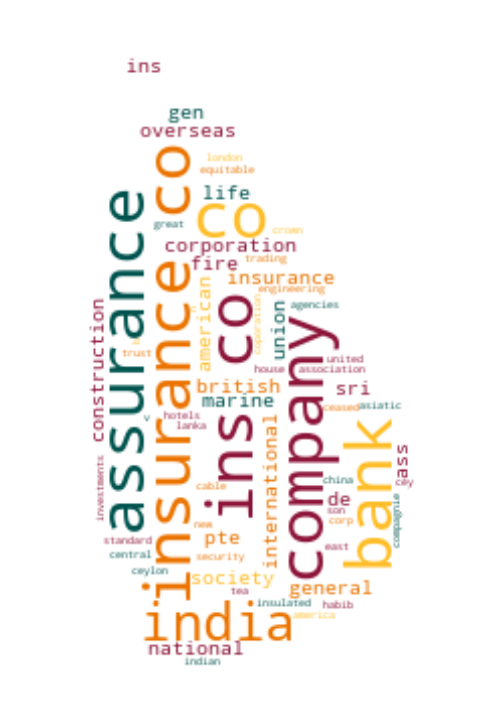 ins
gen
overseas
co
london
equitable
life
assurance
co
great
crown
corporation
fire
trading
insurance
insurance
engineering
american
co
construction
coporation
union
agencies
company
trust
united
house
association
british
sri
marine
ceased
asiatic
v
hotels
lanka
ins
international
bank
ass
investments
cable
china
cey
de
compagnie
son
corp
new
standard
pte
east
central
security
ceylon
society
general
tea
insulated
habib
india
america
national
indian